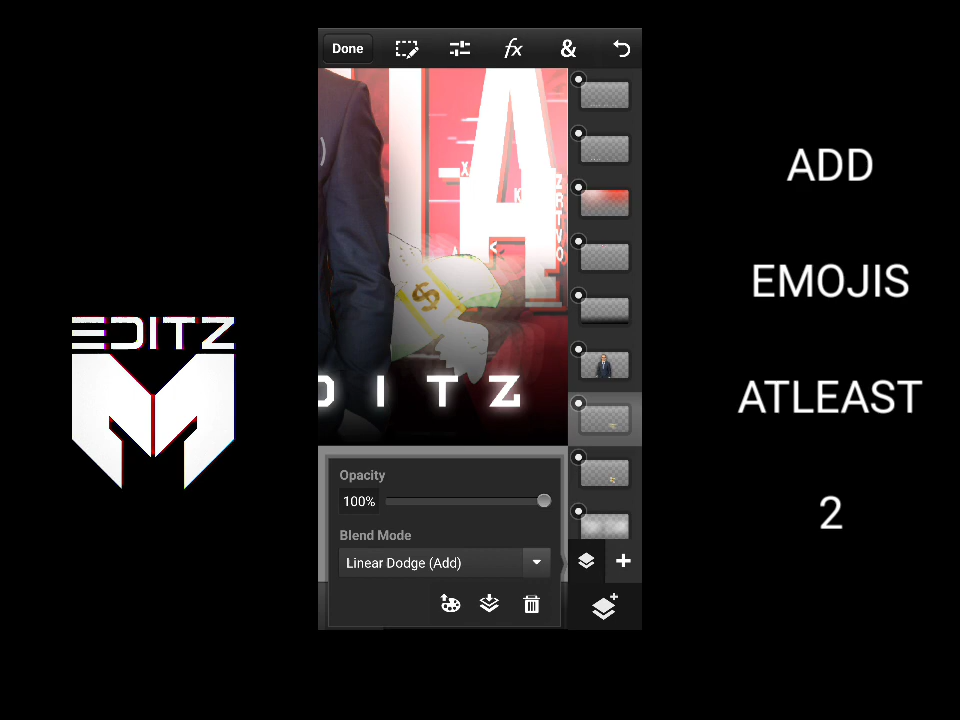 Done
fx
&
A
X
K
Z
R
T
V
O
A
<
$
DITZ
EDITZ
M
Opacity
100%
Blend Mode
Linear Dodge (Add)
ADD
EMOJIS
ATLEAST
2